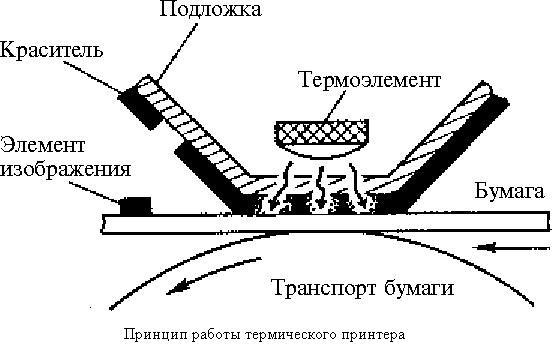 Подложка
Краситель
Термоэлемент
Элемент
изображения
Бумага
Транспорт бумаги
Принцип работы термического принтера